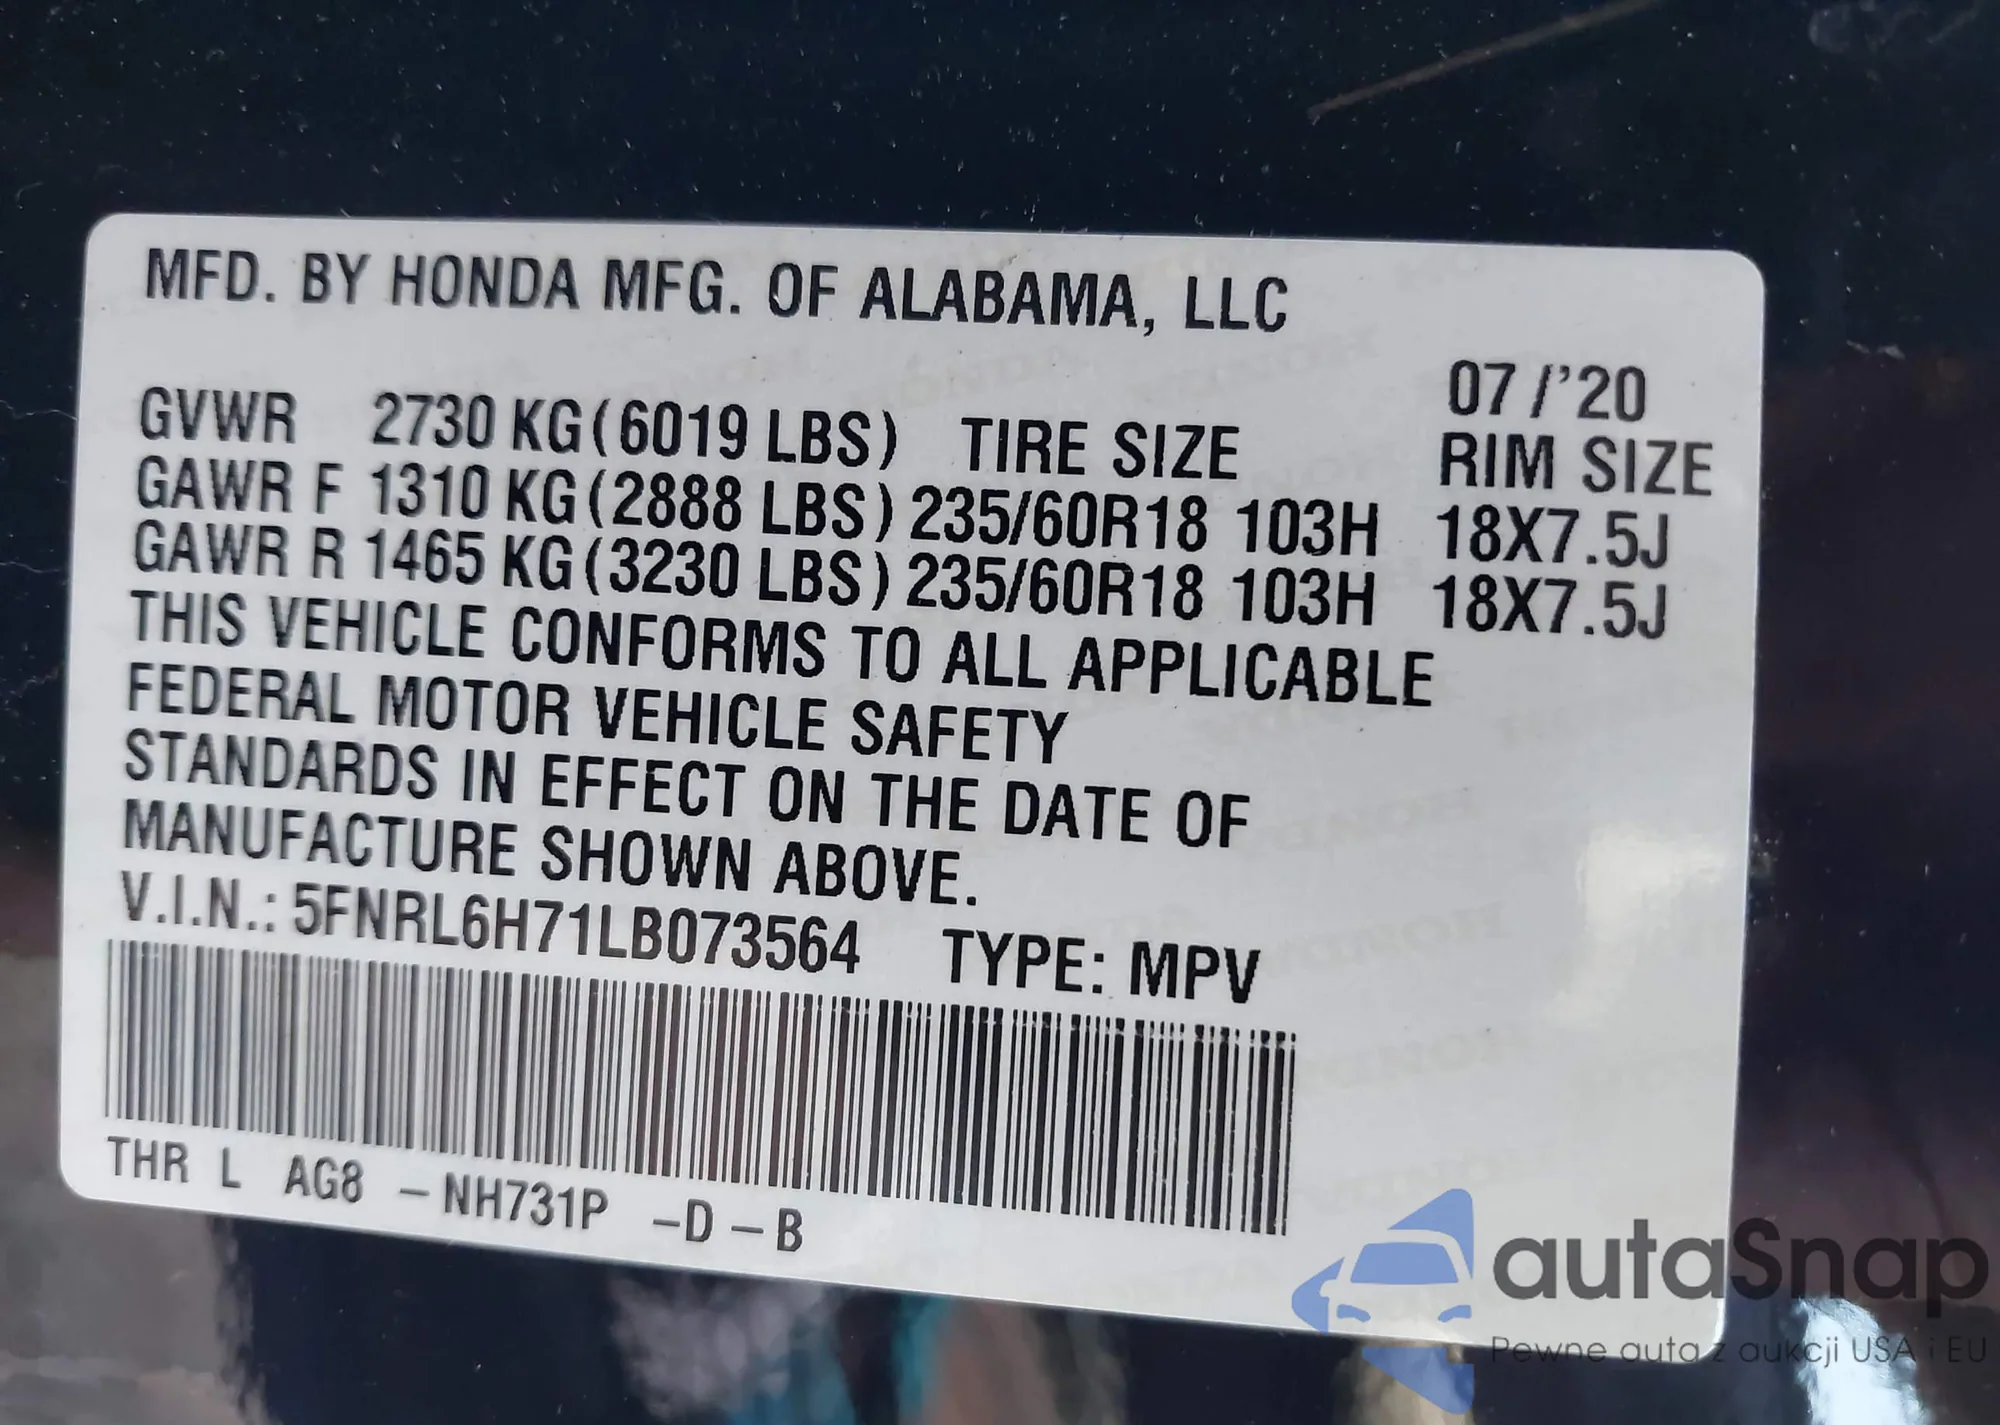 MFD. BY HONDA MFG. OF ALABAMA, LLC
07/'20
GVWR 2730 KG(6019 LBS) TIRE SIZE RIM SIZE
GAWR F 1310 KG(2888 LBS) 235/60R18 103H 18X7.5J
GAWR R 1465 KG(3230 LBS) 235/60R18 103H 18X7.5J
THIS VEHICLE CONFORMS TO ALL APPLICABLE
FEDERAL MOTOR VEHICLE SAFETY
STANDARDS IN EFFECT ON THE DATE OF
MANUFACTURE SHOWN ABOVE.
V.I.N.: 5FNRL6H71LB073564 TYPE: MPV
THR L AG8 -NH731P -D-B
autaSnap
Pewne auta z aukcji USA i EU